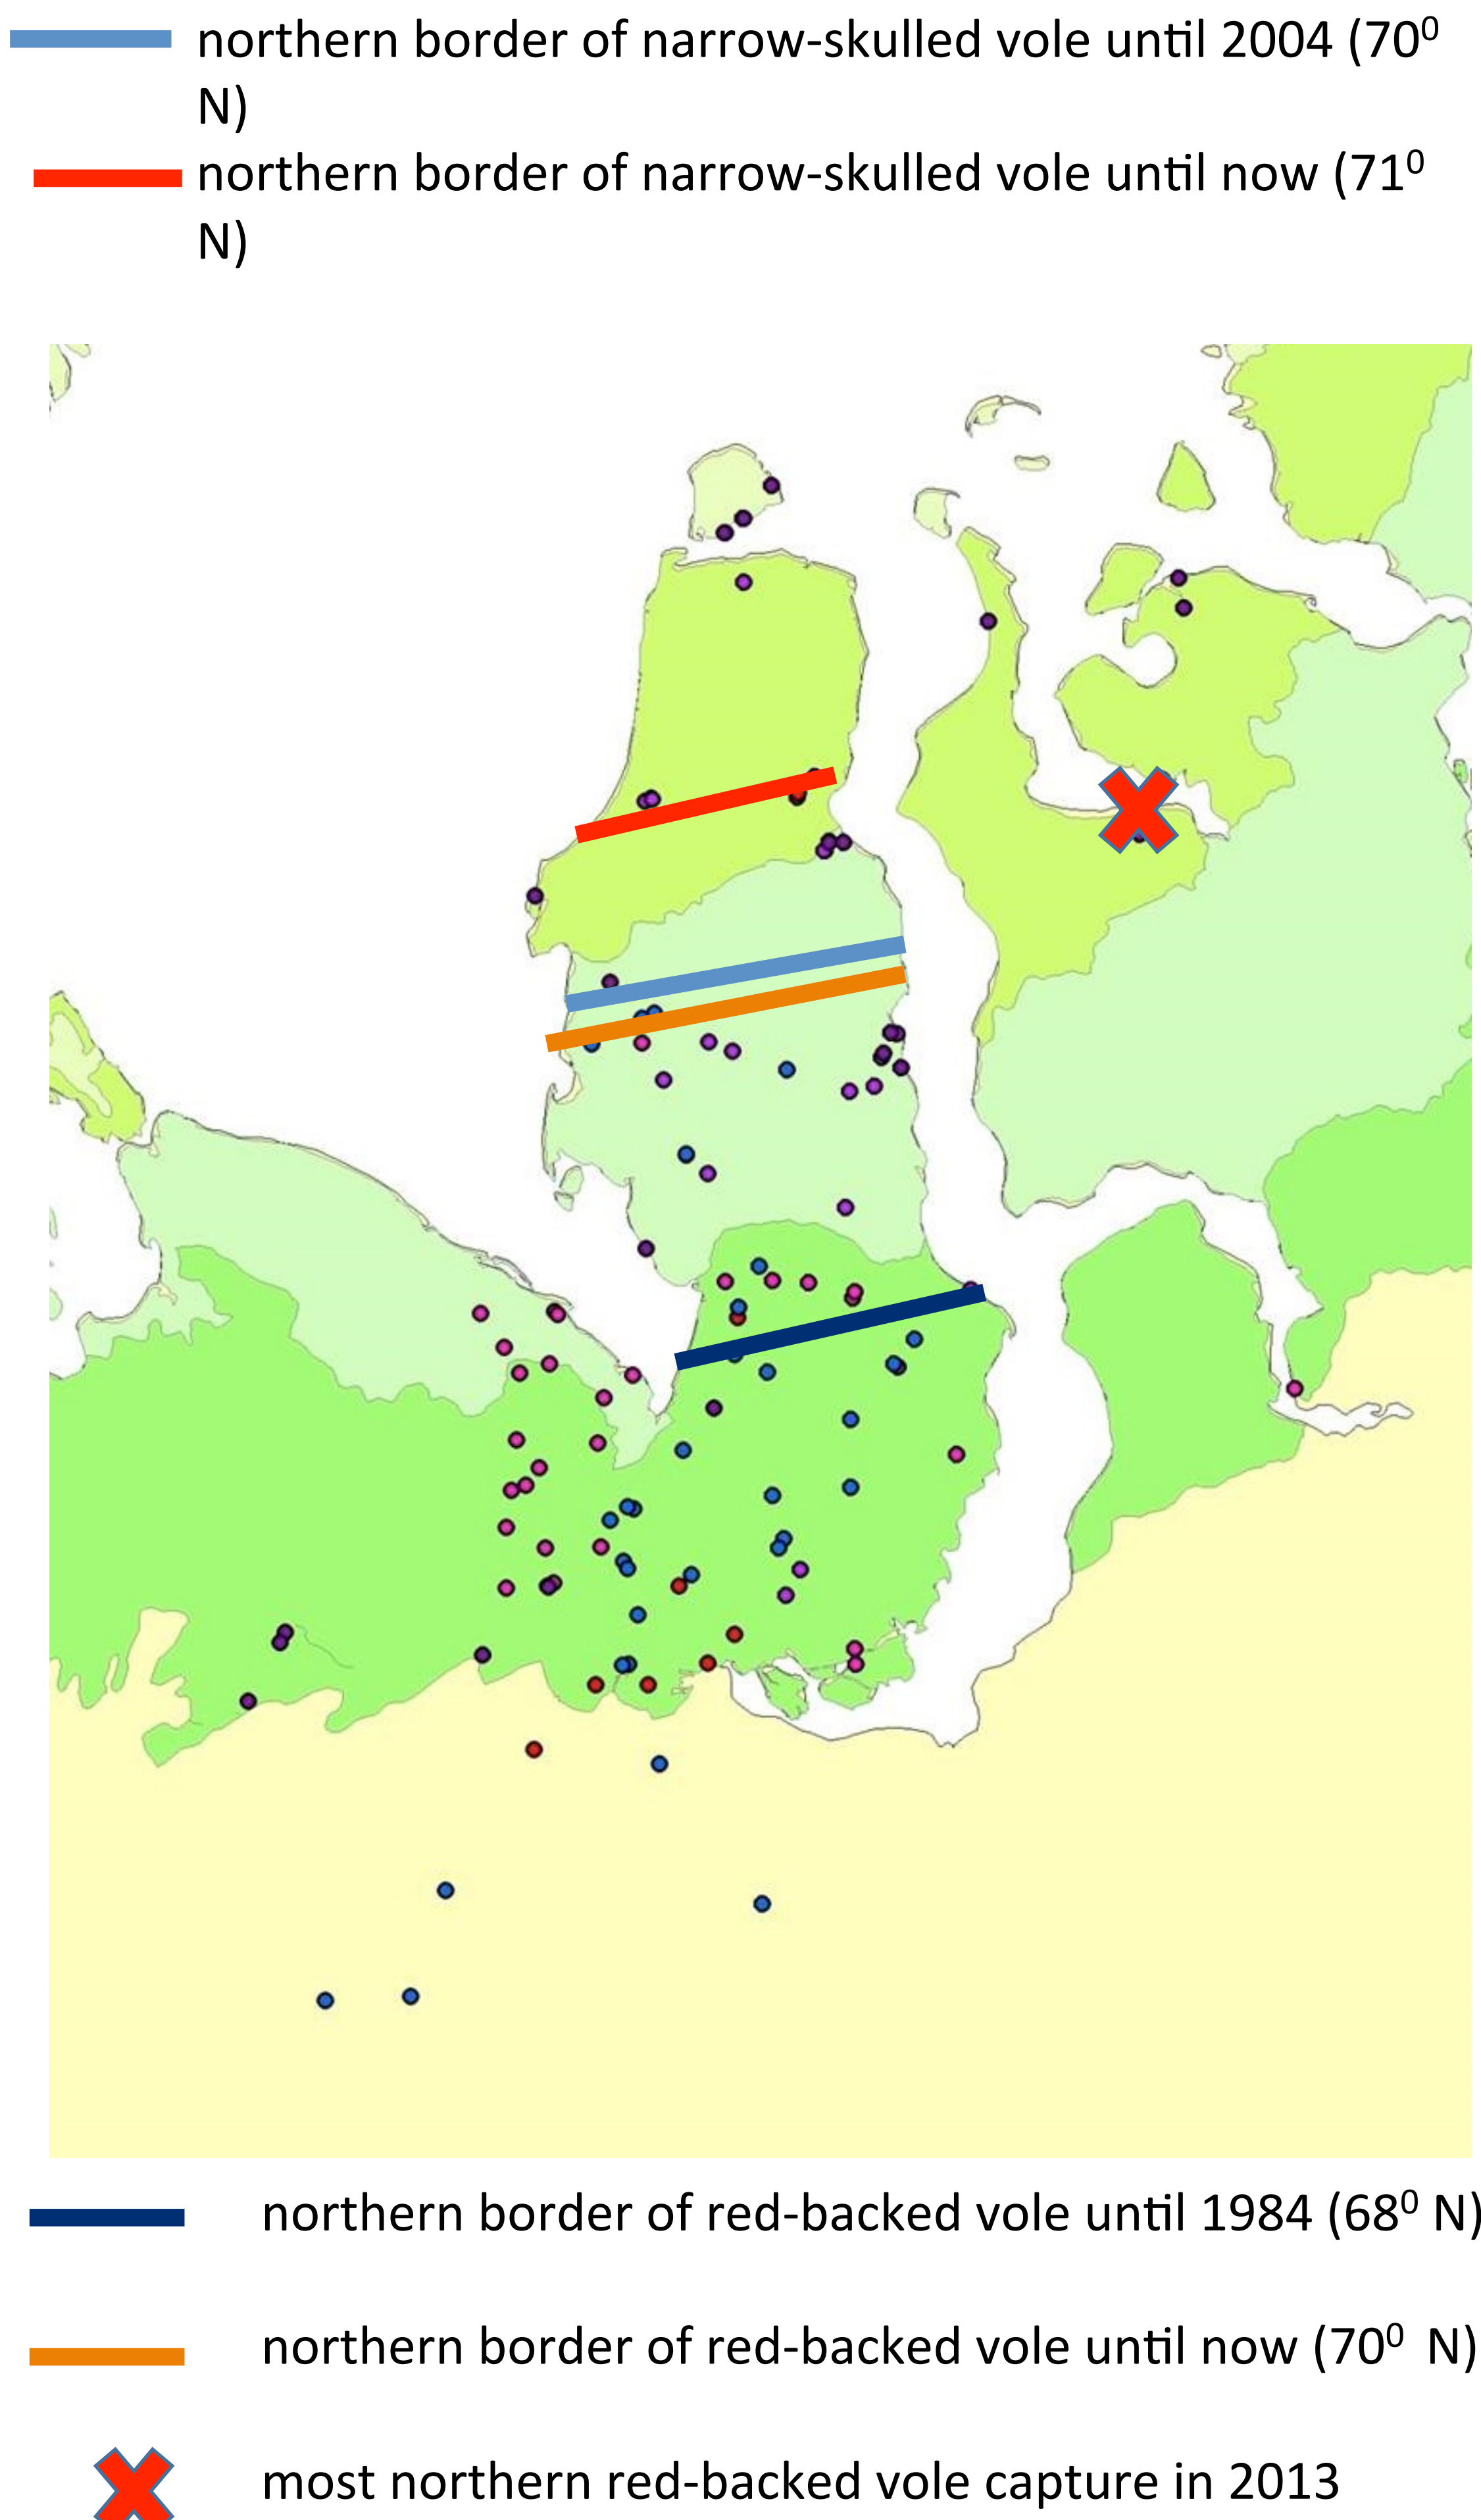 northern border of narrow-skulled vole until 2004 (70⁰
N)
northern border of narrow-skulled vole until now (71⁰
N)
northern border of red-backed vole until 1984 (68⁰ N)
northern border of red-backed vole until now (70⁰ N)
most northern red-backed vole capture in 2013